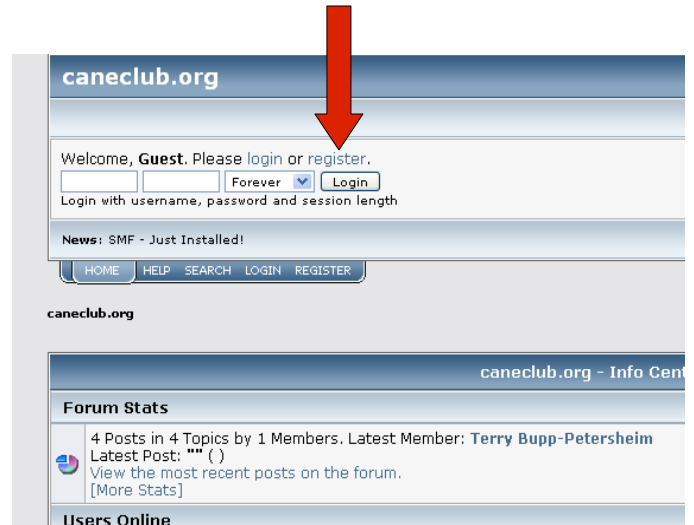 caneclub.org
Welcome, Guest. Please login or register.
Forever Login
Login with username, password and session length
News: SMF - Just Installed!
HOME HELP SEARCH LOGIN REGISTER
caneclub.org
caneclub.org - Info Cent
Forum Stats
4 Posts in 4 Topics by 1 Members. Latest Member: Terry Bupp-Petersheim
Latest Post: "" ( )
View the most recent posts on the forum.
[More Stats]
Users Online